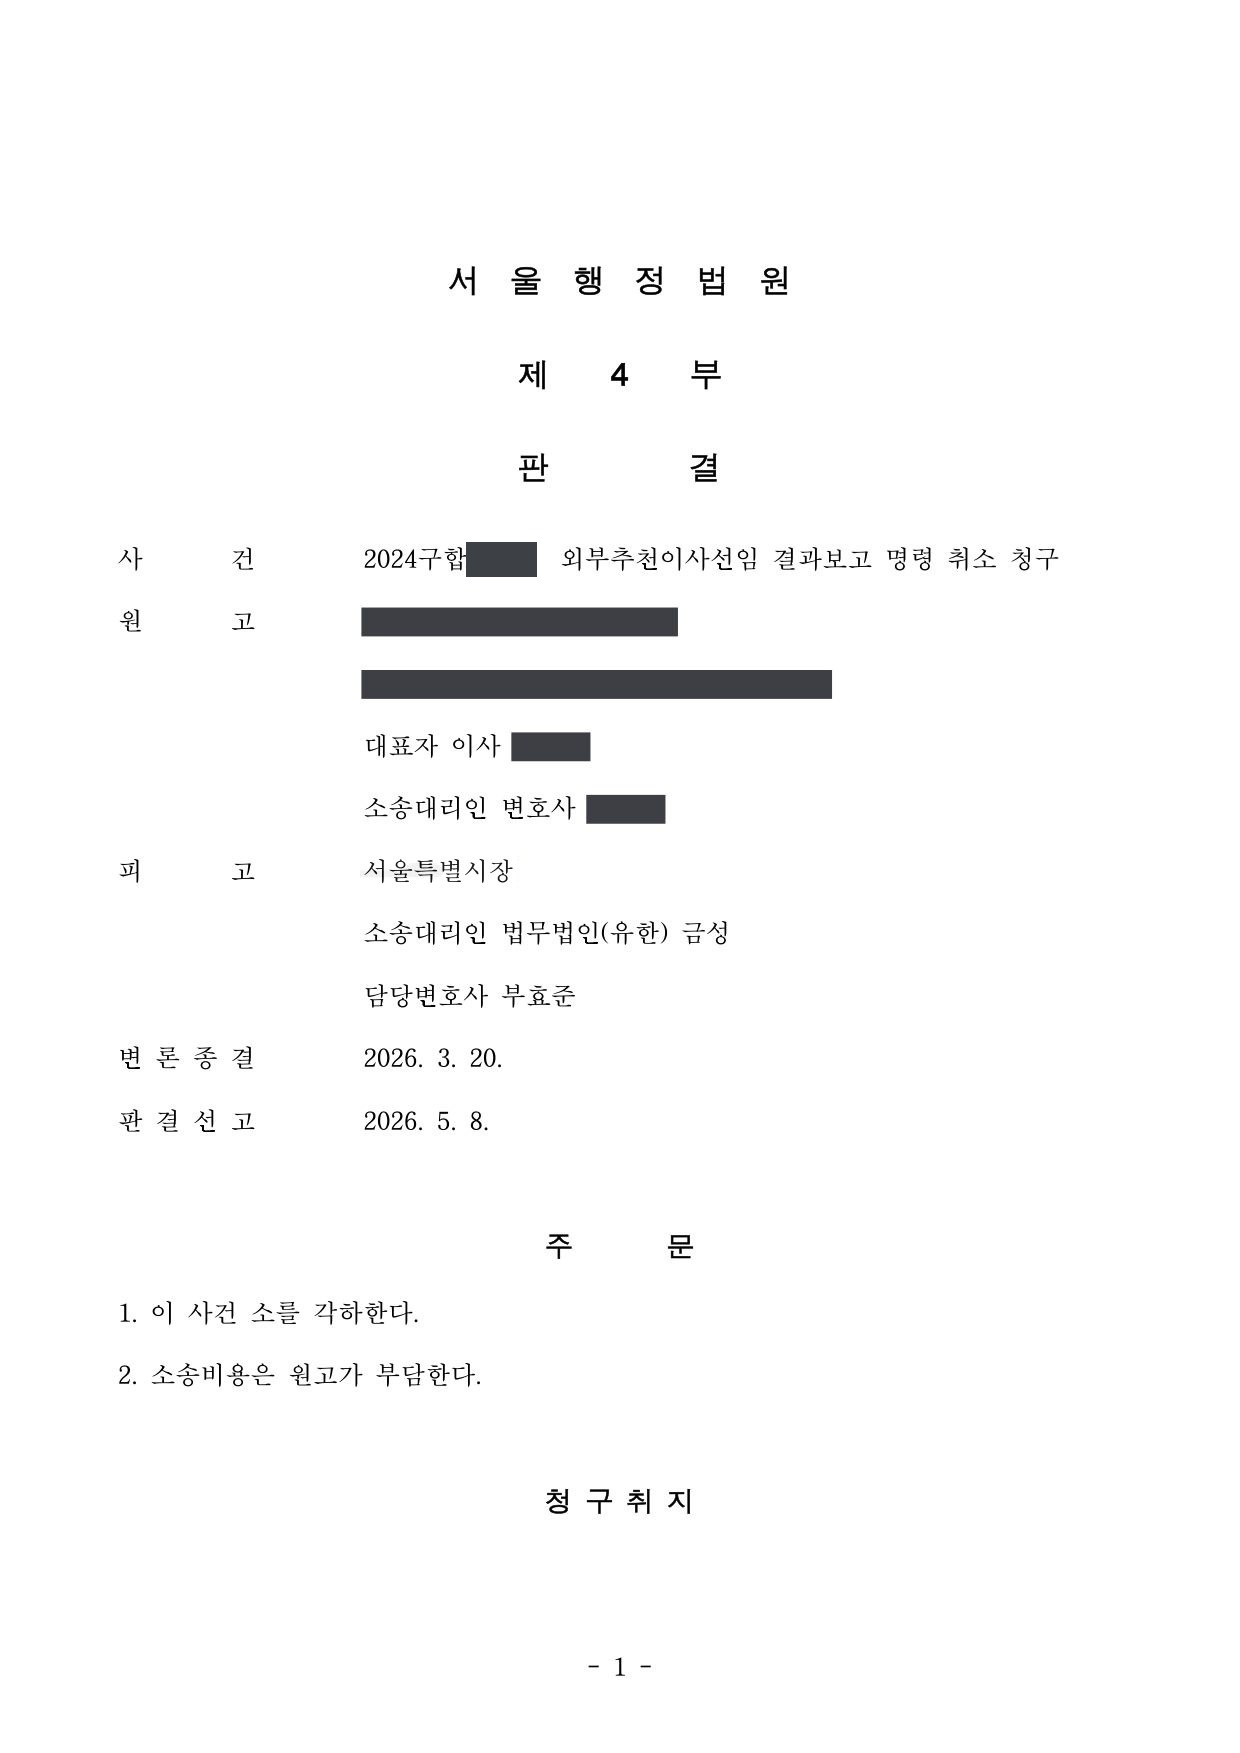 서 울 행 정 법 원
제 4 부
판 결
사 건 2024구합 외부추천이사선임 결과보고 명령 취소 청구
원 고
대표자 이사
소송대리인 변호사
피 고 서울특별시장
소송대리인 법무법인(유한) 금성
담당변호사 부효준
변 론 종 결 2026. 3. 20.
판 결 선 고 2026. 5. 8.
주 문
1. 이 사건 소를 각하한다.
2. 소송비용은 원고가 부담한다.
청 구 취 지
- 1 -